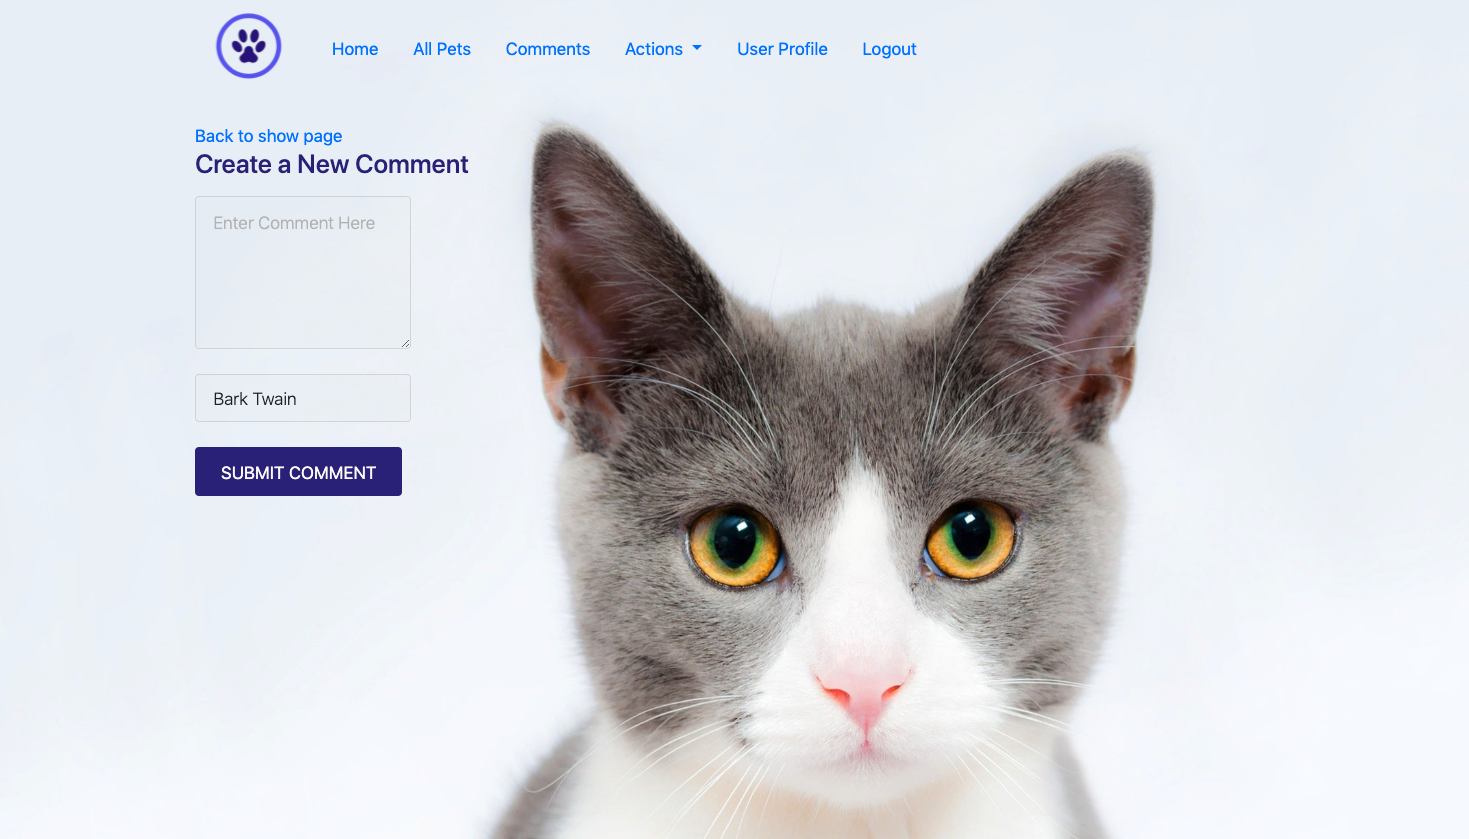 Home All Pets Comments Actions User Profile Logout
Back to show page
Create a New Comment
Enter Comment Here
Bark Twain
SUBMIT COMMENT